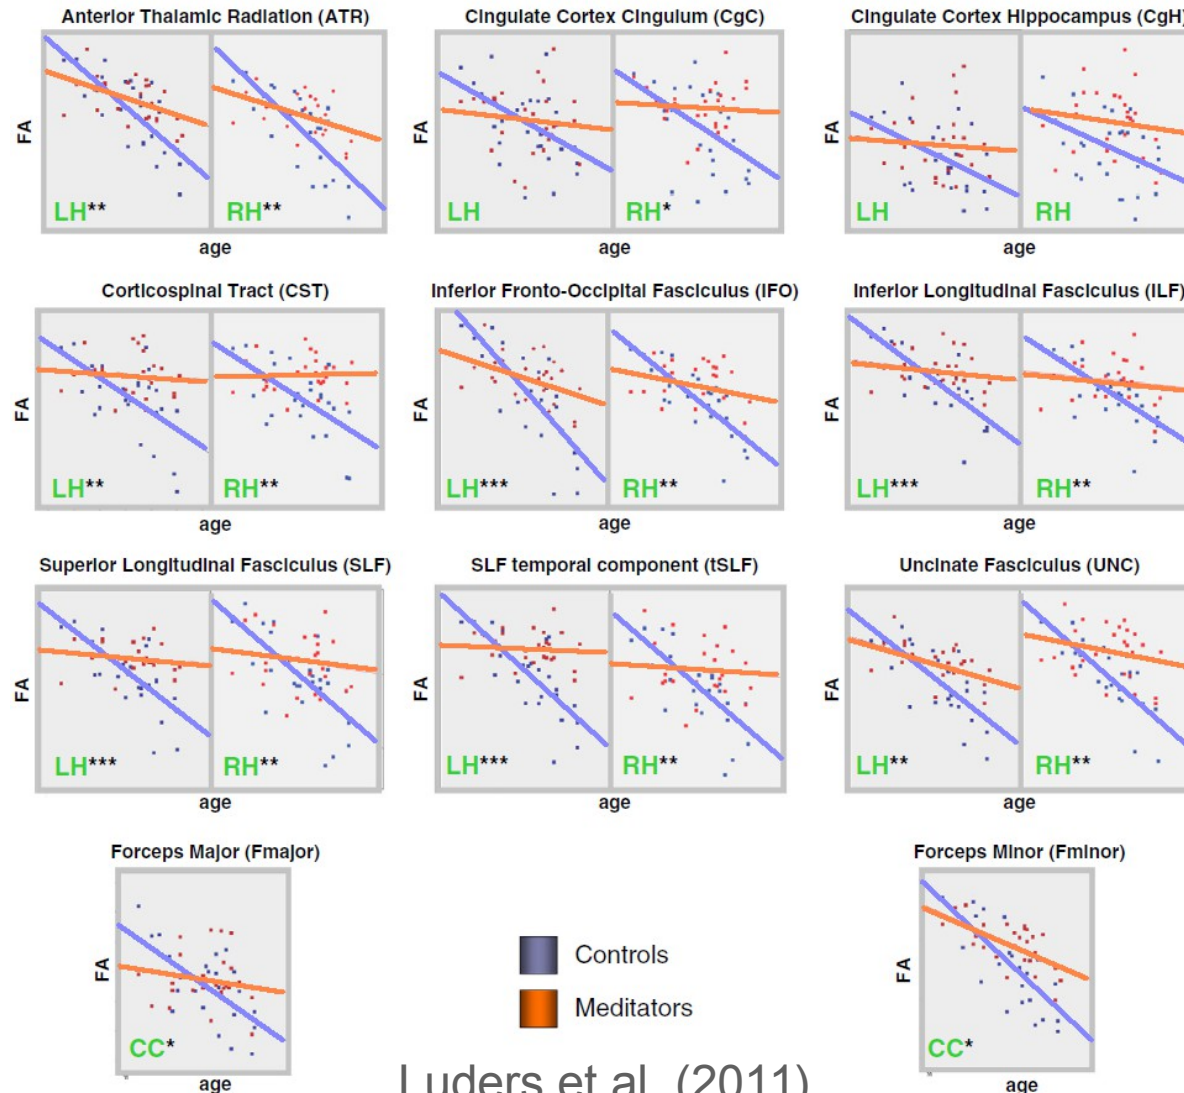 Anterior Thalamic Radiation (ATR) Cingulate Cortex Cingulum (CgC) Cingulate Cortex Hippocampus (CgH)
FA LH** RH** FA LH RH* FA LH RH
age age age
Corticospinal Tract (CST) Inferior Fronto-Occipital Fasciculus (IFO) Inferior Longitudinal Fasciculus (ILF)
FA LH** RH** FA LH*** RH** FA LH*** RH**
age age age
Superior Longitudinal Fasciculus (SLF) SLF temporal component (tSLF) Uncinate Fasciculus (UNC)
FA LH*** RH** FA LH*** RH** FA LH** RH**
age age age
Forceps Major (Fmajor) Forceps Minor (Fminor)
FA CC* FA CC*
age age
Controls
Meditators
Luders et al. (2011)